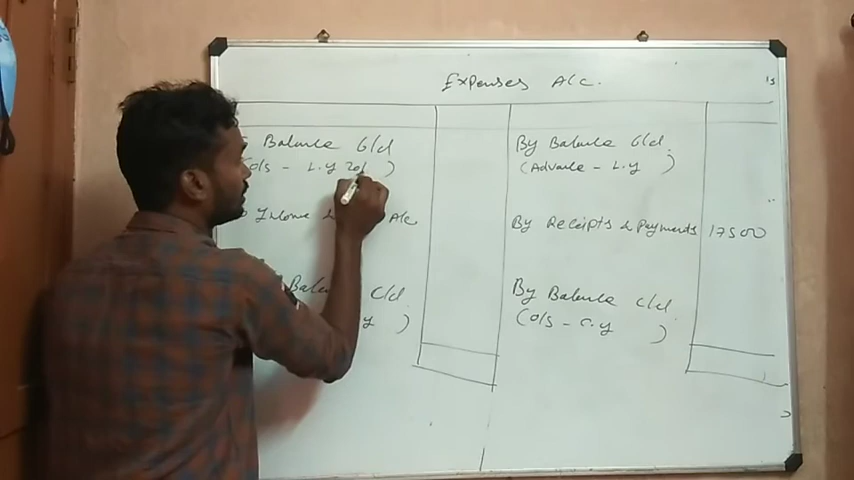 Expenses A/c.
Balance b/d
(o/s - L.y 20
To Income & A/c
Balance c/d
y )
By Balance b/d
(Advance - L.y )
By Receipts & Payments 17500
By Balance c/d
(o/s - C.y )